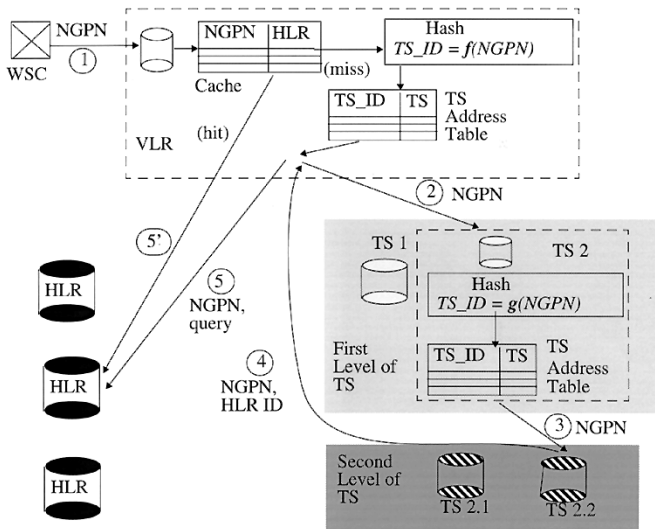 NGPN
1
WSC
NGPN HLR
Cache
(miss)
Hash
TS_ID = f(NGPN)
TS_ID TS
TS
Address
Table
VLR
(hit)
2 NGPN
5'
5
NGPN,
query
4
NGPN,
HLR ID
HLR
HLR
HLR
TS 1
TS 2
Hash
TS_ID = g(NGPN)
First
Level of
TS
TS_ID TS
TS
Address
Table
3 NGPN
Second
Level of
TS
TS 2.1
TS 2.2